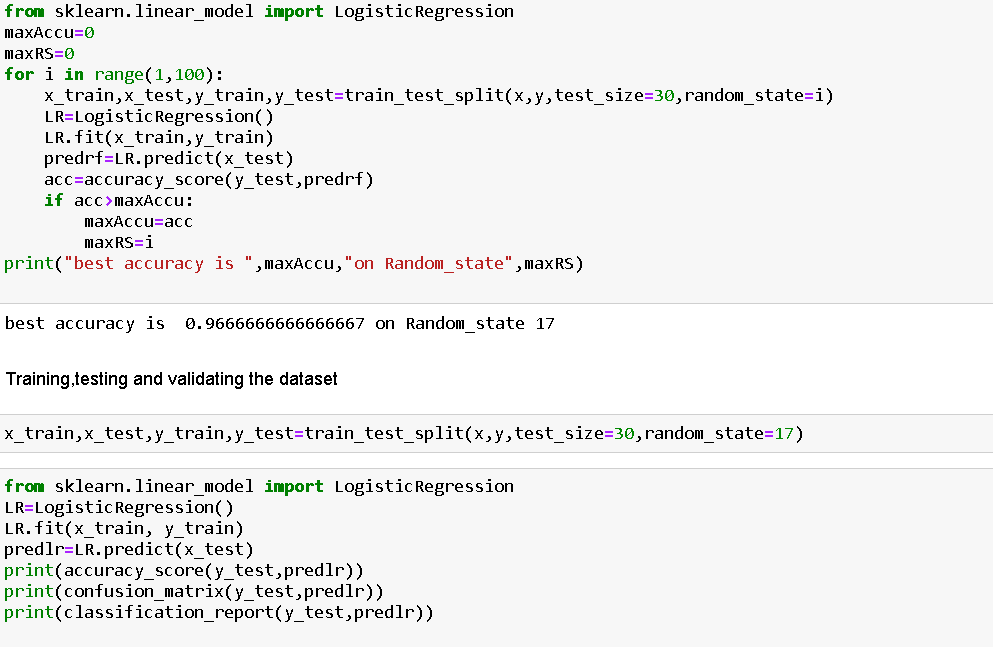 from sklearn.linear_model import LogisticRegression
maxAccu=0
maxRS=0
for i in range(1,100):
    x_train,x_test,y_train,y_test=train_test_split(x,y,test_size=30,random_state=i)
    LR=LogisticRegression()
    LR.fit(x_train,y_train)
    predrf=LR.predict(x_test)
    acc=accuracy_score(y_test,predrf)
    if acc>maxAccu:
        maxAccu=acc
        maxRS=i
print("best accuracy is ",maxAccu,"on Random_state",maxRS)
best accuracy is  0.9666666666666667 on Random_state 17
Training,testing and validating the dataset
x_train,x_test,y_train,y_test=train_test_split(x,y,test_size=30,random_state=17)
from sklearn.linear_model import LogisticRegression
LR=LogisticRegression()
LR.fit(x_train, y_train)
predlr=LR.predict(x_test)
print(accuracy_score(y_test,predlr))
print(confusion_matrix(y_test,predlr))
print(classification_report(y_test,predlr))